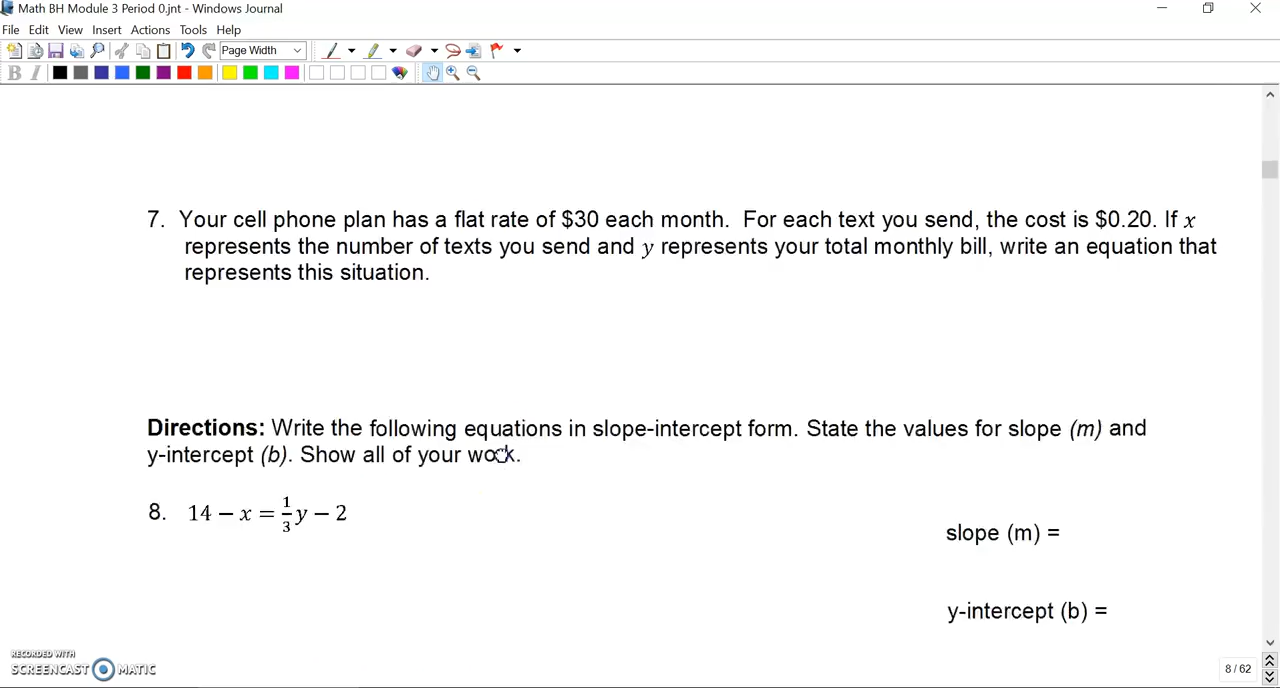 Math BH Module 3 Period 0.jnt - Windows Journal
File Edit View Insert Actions Tools Help
Page Width
B I
7. Your cell phone plan has a flat rate of $30 each month. For each text you send, the cost is $0.20. If x
represents the number of texts you send and y represents your total monthly bill, write an equation that
represents this situation.
Directions: Write the following equations in slope-intercept form. State the values for slope (m) and
y-intercept (b). Show all of your work.
8. 14 − x = 1/3 y − 2
slope (m) =
y-intercept (b) =
RECORDED WITH
SCREENCAST MATIC
8 / 62